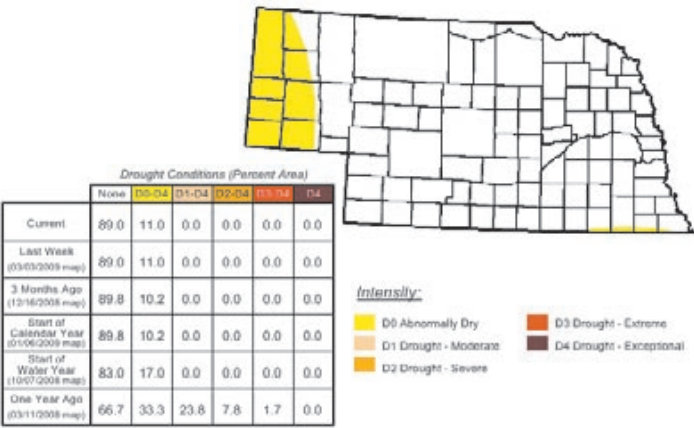 Drought Conditions (Percent Area)
None D0-D4 D1-D4 D2-D4 D3-D4 D4
Current 89.0 11.0 0.0 0.0 0.0 0.0
Last Week
(03/03/2009 map) 89.0 11.0 0.0 0.0 0.0 0.0
3 Months Ago
(12/16/2008 map) 89.8 10.2 0.0 0.0 0.0 0.0
Start of
Calendar Year
(01/06/2009 map) 89.8 10.2 0.0 0.0 0.0 0.0
Start of
Water Year
(10/07/2008 map) 83.0 17.0 0.0 0.0 0.0 0.0
One Year Ago
(03/11/2008 map) 66.7 33.3 23.8 7.8 1.7 0.0
Intensity:
D0 Abnormally Dry
D1 Drought - Moderate
D2 Drought - Severe
D3 Drought - Extreme
D4 Drought - Exceptional